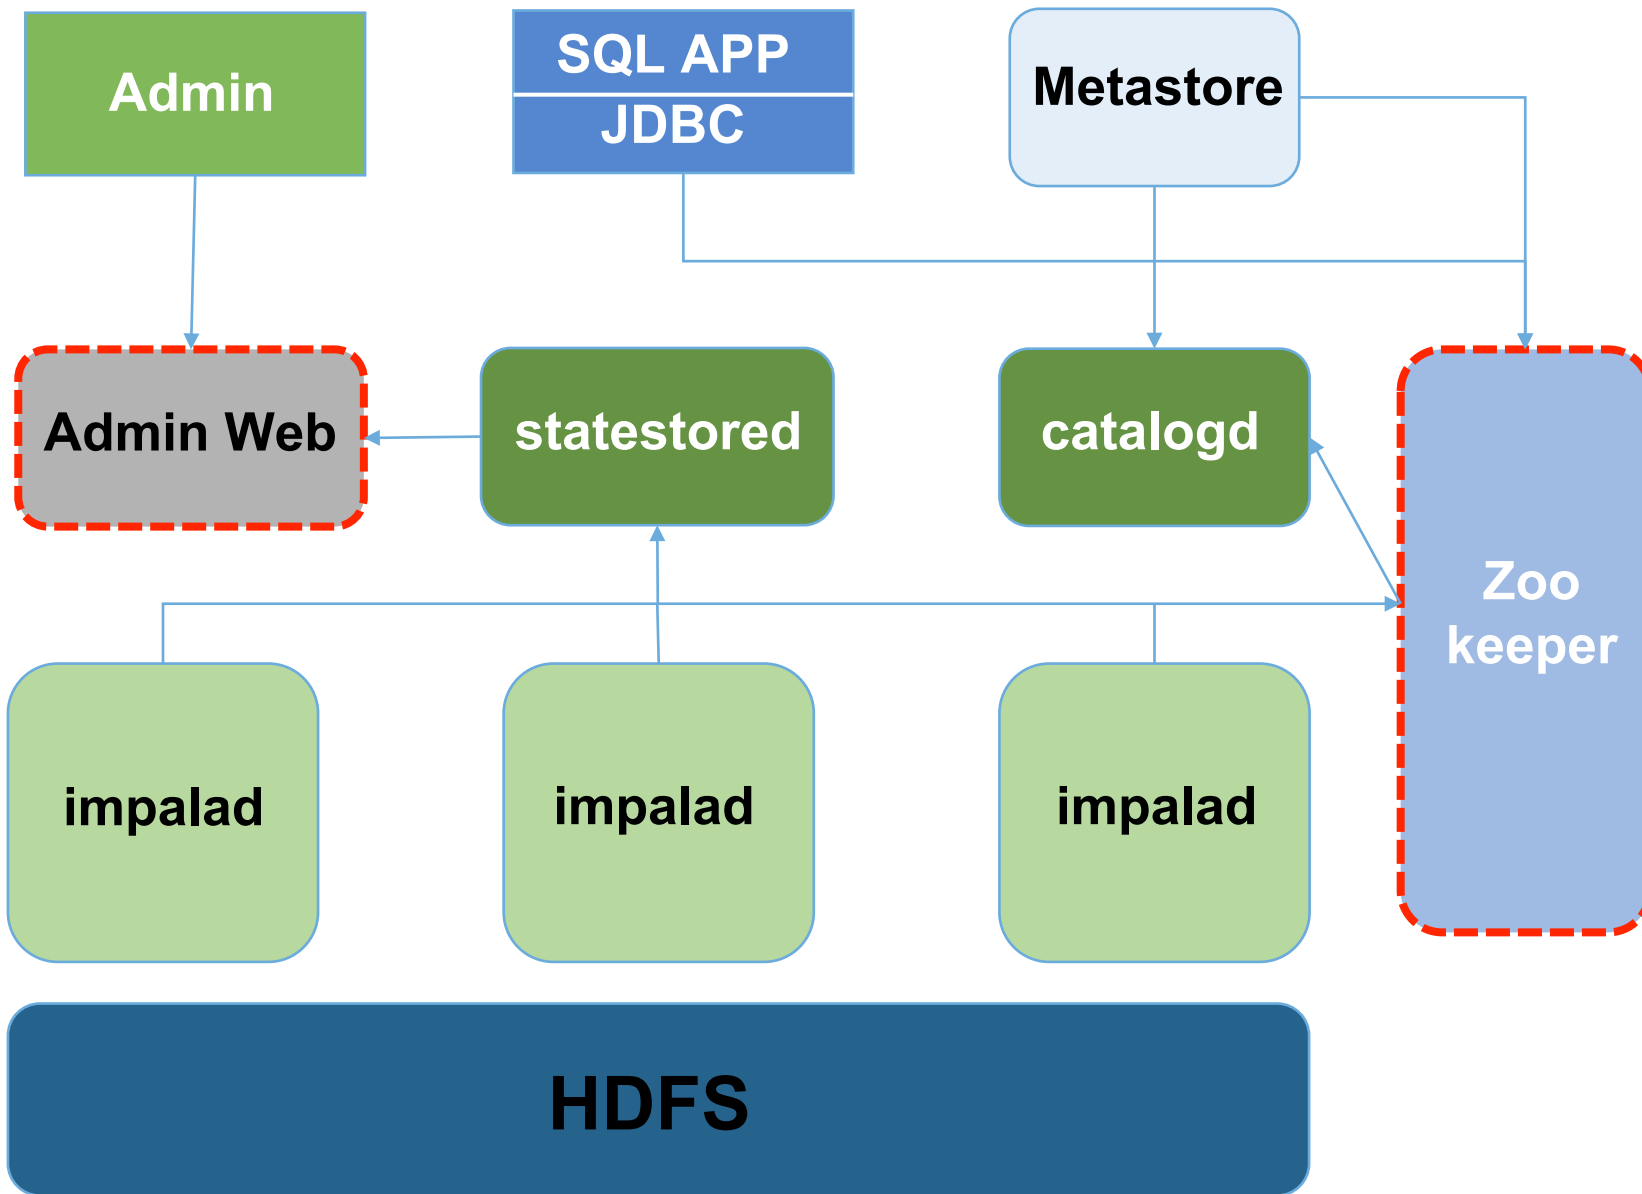 Admin
SQL APP
JDBC
Metastore
Admin Web
statestored
catalogd
Zoo
keeper
impalad
impalad
impalad
HDFS